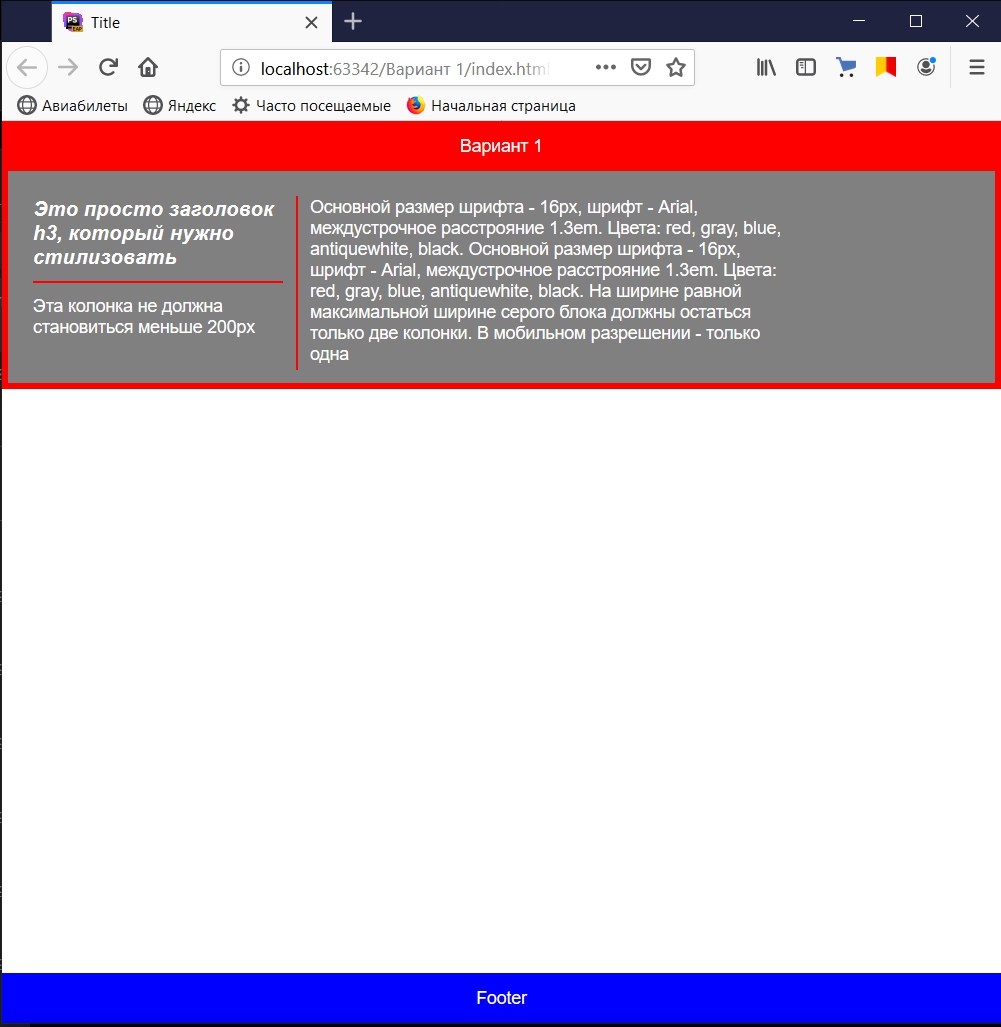 Title
localhost:63342/Вариант 1/index.html
Авиабилеты Яндекс Часто посещаемые Начальная страница
Вариант 1
Это просто заголовок
h3, который нужно
стилизовать
Эта колонка не должна
становиться меньше 200px
Основной размер шрифта - 16px, шрифт - Arial,
междустрочное расстрояние 1.3em. Цвета: red, gray, blue,
antiquewhite, black. Основной размер шрифта - 16px,
шрифт - Arial, междустрочное расстрояние 1.3em. Цвета:
red, gray, blue, antiquewhite, black. На ширине равной
максимальной ширине серого блока должны остаться
только две колонки. В мобильном разрешении - только
одна
Footer